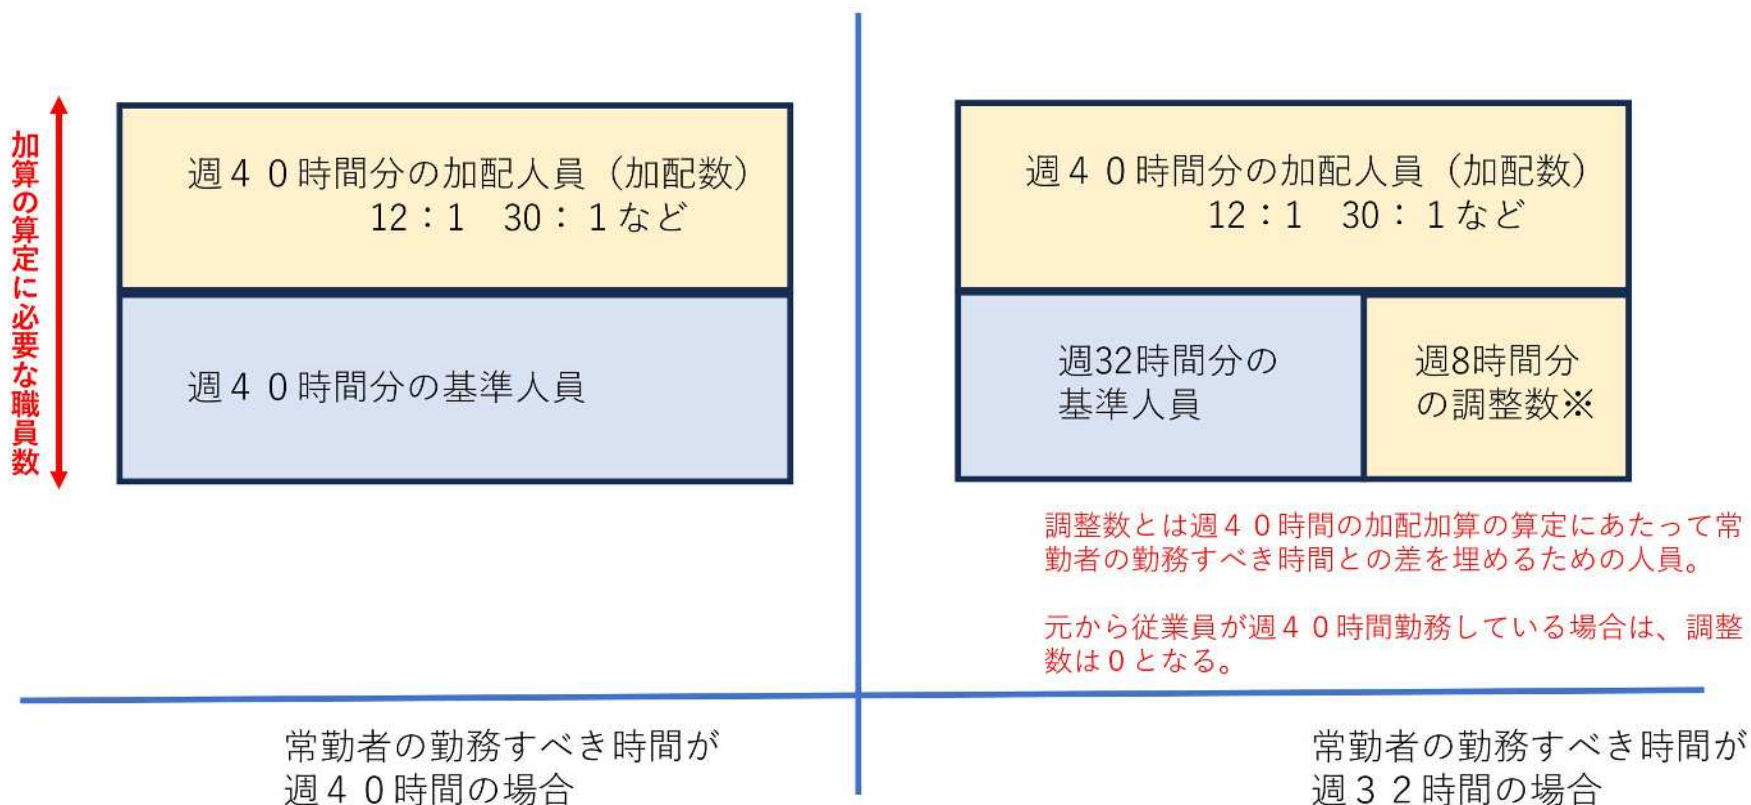 加算の算定に必要な職員数
週４０時間分の加配人員（加配数）
12：1　30：１など
週４０時間分の基準人員
週４０時間分の加配人員（加配数）
12：1　30：１など
週32時間分の
基準人員
週8時間分
の調整数※
調整数とは週４０時間の加配加算の算定にあたって常
勤者の勤務すべき時間との差を埋めるための人員。
元から従業員が週４０時間勤務している場合は、調整
数は０となる。
常勤者の勤務すべき時間が
週４０時間の場合
常勤者の勤務すべき時間が
週３２時間の場合